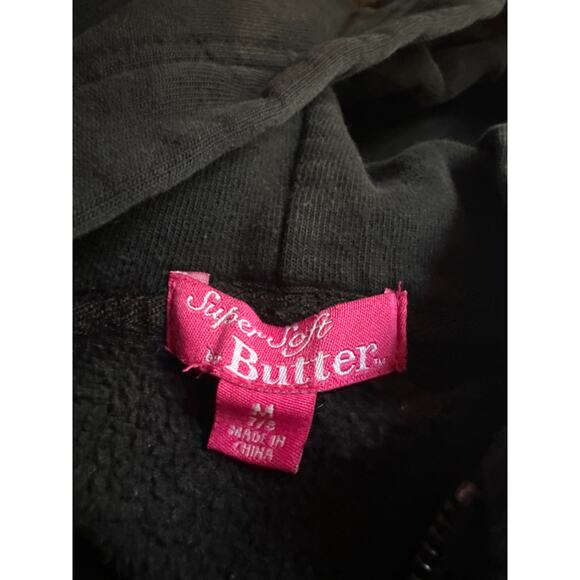 Super Soft
by Butter™
M
7/8
MADE IN
CHINA